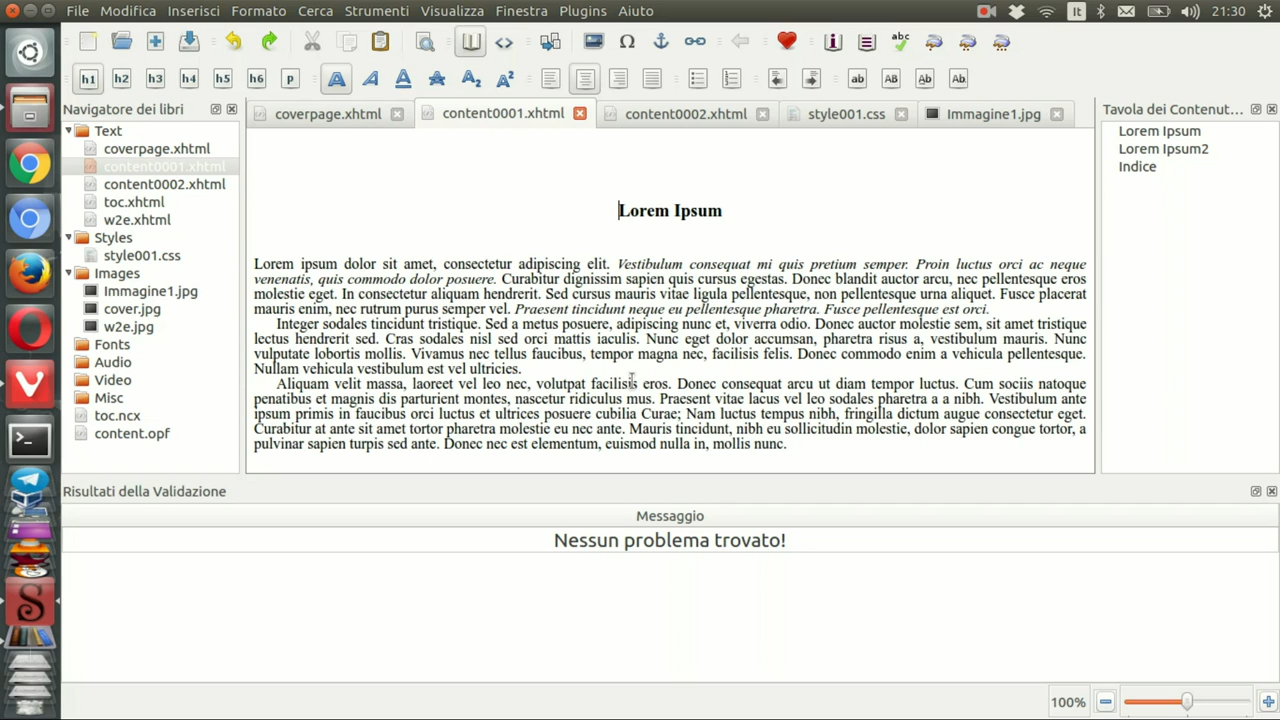 File Modifica Inserisci Formato Cerca Strumenti Visualizza Finestra Plugins Aiuto It 21:30
abc
h1 h2 h3 h4 h5 h6 p A A A A A2 A2 ab AB Ab Ab
Navigatore dei libri
Text
coverpage.xhtml
content0001.xhtml
content0002.xhtml
toc.xhtml
w2e.xhtml
Styles
style001.css
Images
Immagine1.jpg
cover.jpg
w2e.jpg
Fonts
Audio
Video
Misc
toc.ncx
content.opf
coverpage.xhtml content0001.xhtml content0002.xhtml style001.css Immagine1.jpg
Lorem Ipsum
Lorem ipsum dolor sit amet, consectetur adipiscing elit. Vestibulum consequat mi quis pretium semper. Proin luctus orci ac neque
venenatis, quis commodo dolor posuere. Curabitur dignissim sapien quis cursus egestas. Donec blandit auctor arcu, nec pellentesque eros
molestie eget. In consectetur aliquam hendrerit. Sed cursus mauris vitae ligula pellentesque, non pellentesque urna aliquet. Fusce placerat
mauris enim, nec rutrum purus semper vel. Praesent tincidunt neque eu pellentesque pharetra. Fusce pellentesque est orci.
Integer sodales tincidunt tristique. Sed a metus posuere, adipiscing nunc et, viverra odio. Donec auctor molestie sem, sit amet tristique
lectus hendrerit sed. Cras sodales nisl sed orci mattis iaculis. Nunc eget dolor accumsan, pharetra risus a, vestibulum mauris. Nunc
vulputate lobortis mollis. Vivamus nec tellus faucibus, tempor magna nec, facilisis felis. Donec commodo enim a vehicula pellentesque.
Nullam vehicula vestibulum est vel ultricies.
Aliquam velit massa, laoreet vel leo nec, volutpat facilisis eros. Donec consequat arcu ut diam tempor luctus. Cum sociis natoque
penatibus et magnis dis parturient montes, nascetur ridiculus mus. Praesent vitae lacus vel leo sodales pharetra a a nibh. Vestibulum ante
ipsum primis in faucibus orci luctus et ultrices posuere cubilia Curae; Nam luctus tempus nibh, fringilla dictum augue consectetur eget.
Curabitur at ante sit amet tortor pharetra molestie eu nec ante. Mauris tincidunt, nibh eu sollicitudin molestie, dolor sapien congue tortor, a
pulvinar sapien turpis sed ante. Donec nec est elementum, euismod nulla in, mollis nunc.
Tavola dei Contenut...
Lorem Ipsum
Lorem Ipsum2
Indice
Risultati della Validazione
Messaggio
Nessun problema trovato!
100%